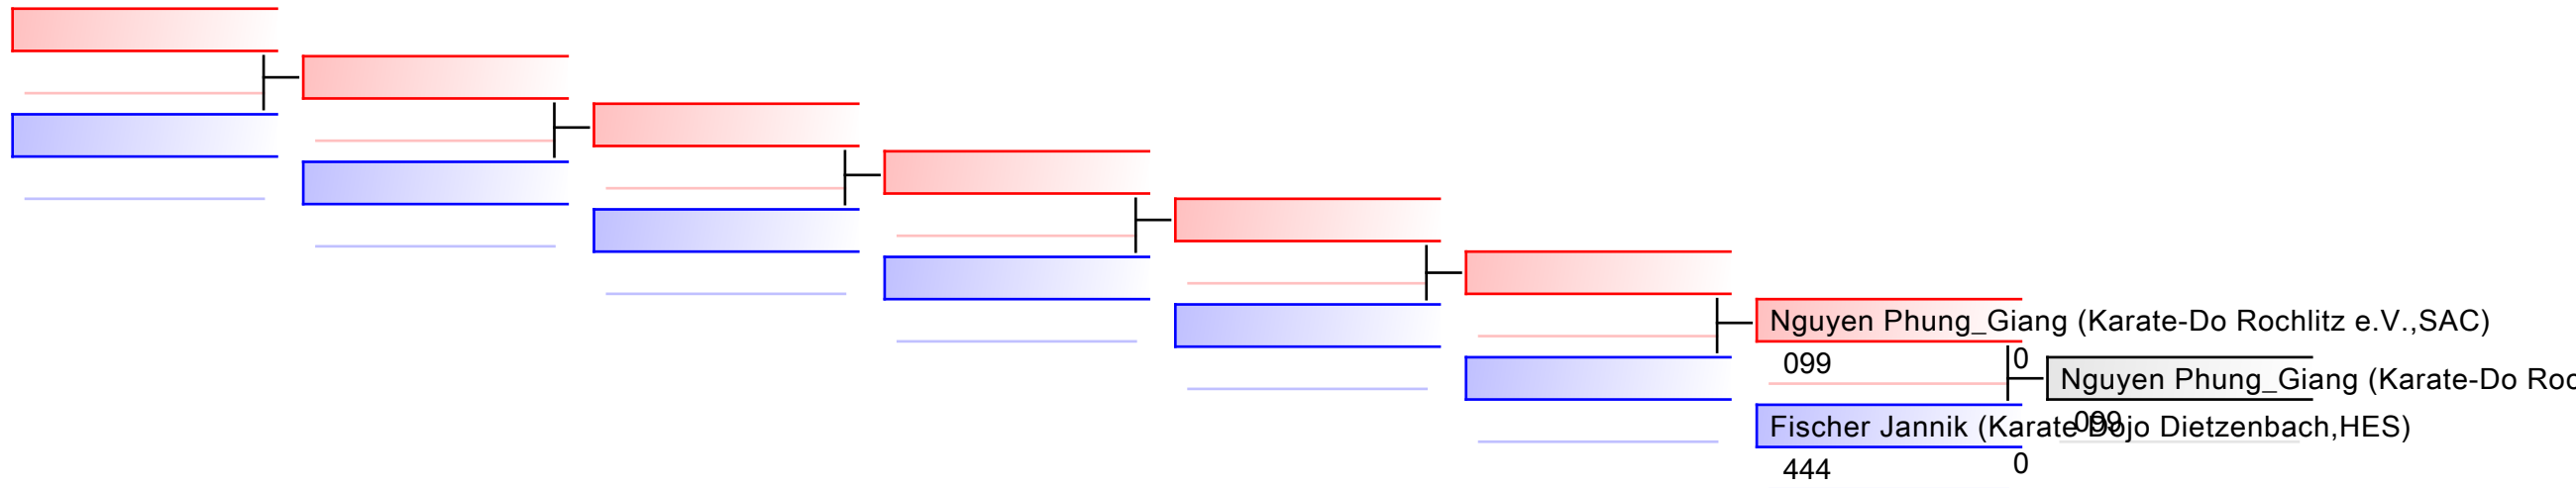 Nguyen Phung_Giang (Karate-Do Rochlitz e.V.,SAC)
099
0
Nguyen Phung_Giang (Karate-Do Roc
099
Fischer Jannik (Karate Dojo Dietzenbach,HES)
444
0